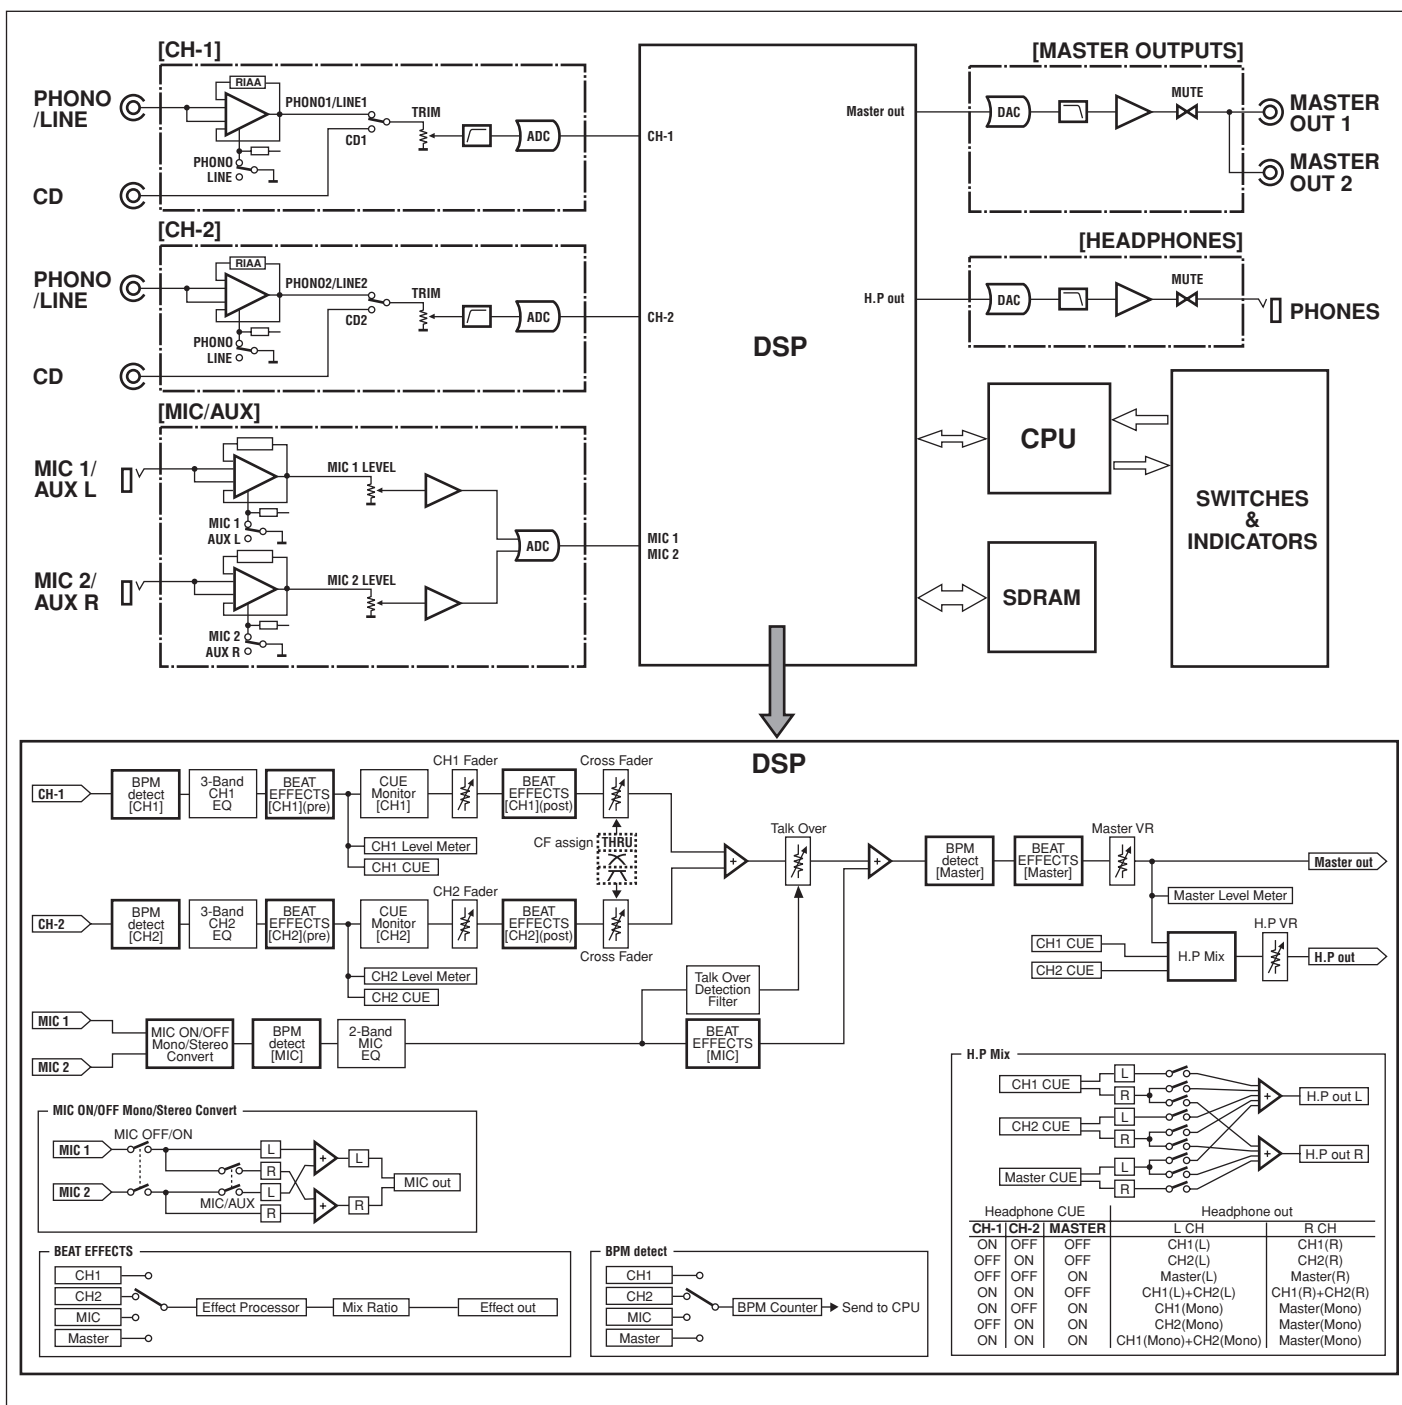 [CH-1]
PHONO
/LINE
RIAA
PHONO1/LINE1
TRIM
CD1
ADC
CH-1
PHONO
LINE
CD
[CH-2]
PHONO
/LINE
RIAA
PHONO2/LINE2
TRIM
CD2
ADC
CH-2
PHONO
LINE
CD
[MIC/AUX]
MIC 1/
AUX L
MIC 1 LEVEL
MIC 1
AUX L
ADC
MIC 1
MIC 2
MIC 2/
AUX R
MIC 2 LEVEL
MIC 2
AUX R
DSP
Master out
H.P out
[MASTER OUTPUTS]
DAC
MUTE
MASTER
OUT 1
MASTER
OUT 2
[HEADPHONES]
DAC
MUTE
PHONES
CPU
SDRAM
SWITCHES
&
INDICATORS
DSP
CH-1
BPM
detect
[CH1]
3-Band
CH1
EQ
BEAT
EFFECTS
[CH1](pre)
CUE
Monitor
[CH1]
CH1 Fader
BEAT
EFFECTS
[CH1](post)
Cross Fader
CH1 Level Meter
CH1 CUE
CF assign
THRU
CH-2
BPM
detect
[CH2]
3-Band
CH2
EQ
BEAT
EFFECTS
[CH2](pre)
CUE
Monitor
[CH2]
CH2 Fader
BEAT
EFFECTS
[CH2](post)
Cross Fader
CH2 Level Meter
CH2 CUE
+
Talk Over
+
BPM
detect
[Master]
BEAT
EFFECTS
[Master]
Master VR
Master out
Master Level Meter
CH1 CUE
CH2 CUE
H.P Mix
H.P VR
H.P out
Talk Over
Detection
Filter
MIC 1
MIC 2
MIC ON/OFF
Mono/Stereo
Convert
BPM
detect
[MIC]
2-Band
MIC
EQ
BEAT
EFFECTS
[MIC]
MIC ON/OFF Mono/Stereo Convert
MIC OFF/ON
MIC 1
MIC 2
MIC/AUX
L
R
L
R
+
+
L
R
MIC out
H.P Mix
CH1 CUE
L
R
CH2 CUE
L
R
Master CUE
L
R
+
+
H.P out L
H.P out R
Headphone CUE Headphone out
CH-1 CH-2 MASTER L CH R CH
ON OFF OFF CH1(L) CH1(R)
OFF ON OFF CH2(L) CH2(R)
OFF OFF ON Master(L) Master(R)
ON ON OFF CH1(L)+CH2(L) CH1(R)+CH2(R)
ON OFF ON CH1(Mono) Master(Mono)
OFF ON ON CH2(Mono) Master(Mono)
ON ON ON CH1(Mono)+CH2(Mono) Master(Mono)
BEAT EFFECTS
CH1
CH2
MIC
Master
Effect Processor
Mix Ratio
Effect out
BPM detect
CH1
CH2
MIC
Master
BPM Counter
Send to CPU